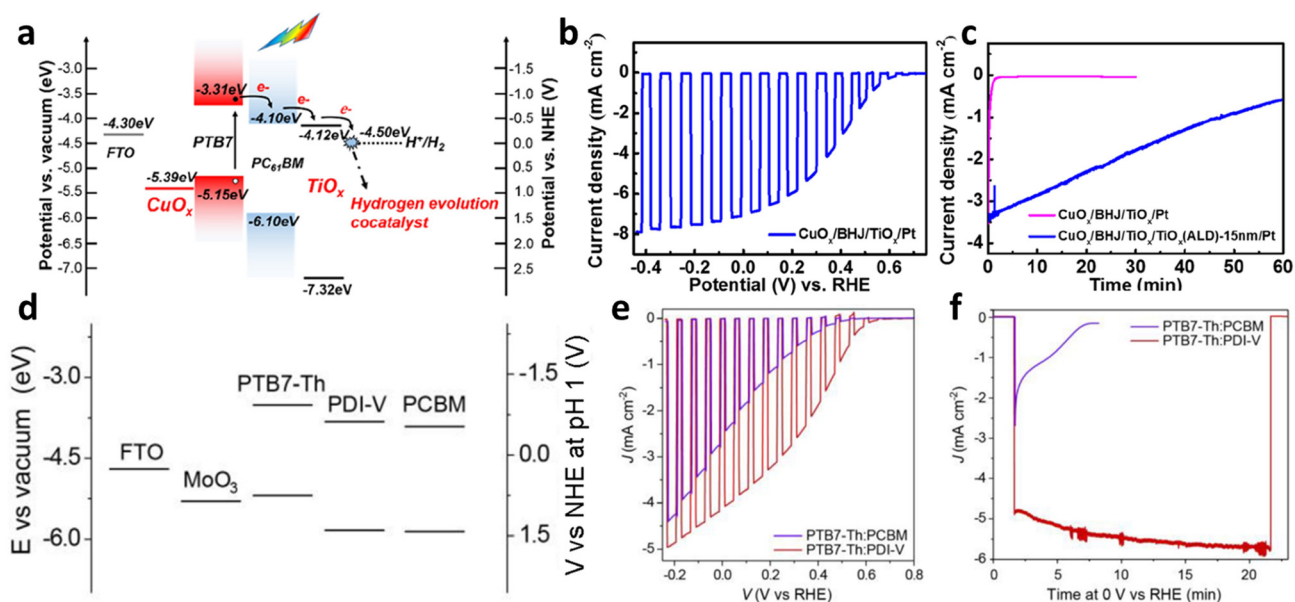 a
Potential vs. vacuum (eV)
-3.0
-3.5
-4.0
-4.5
-5.0
-5.5
-6.0
-6.5
-7.0
-4.30eV
FTO
-5.39eV
CuOx
-3.31eV
PTB7
-5.15eV
e-
-4.10eV
PC61BM
-6.10eV
e-
-4.12eV
TiOx
-7.32eV
e-
-4.50eV
H+/H2
Hydrogen evolution
cocatalyst
-1.5
-1.0
-0.5
0.0
0.5
1.0
1.5
2.0
2.5
Potential vs. NHE (V)
b
Current density (mA cm-2)
0
-2
-4
-6
-8
CuOx/BHJ/TiOx/Pt
-0.4 -0.2 0.0 0.2 0.4 0.6
Potential (V) vs. RHE
c
Current density (mA cm-2)
0
-1
-2
-3
-4
CuOx/BHJ/TiOx/Pt
CuOx/BHJ/TiOx/TiOx(ALD)-15nm/Pt
0 10 20 30 40 50 60
Time (min)
d
E vs vacuum (eV)
-3.0
-4.5
-6.0
FTO
MoO3
PTB7-Th
PDI-V
PCBM
-1.5
0.0
1.5
V vs NHE at pH 1 (V)
e
J (mA cm-2)
0
-1
-2
-3
-4
-5
PTB7-Th:PCBM
PTB7-Th:PDI-V
-0.2 0.0 0.2 0.4 0.6 0.8
V (V vs RHE)
f
J (mA cm-2)
0
-1
-2
-3
-4
-5
-6
PTB7-Th:PCBM
PTB7-Th:PDI-V
0 5 10 15 20
Time at 0 V vs RHE (min)